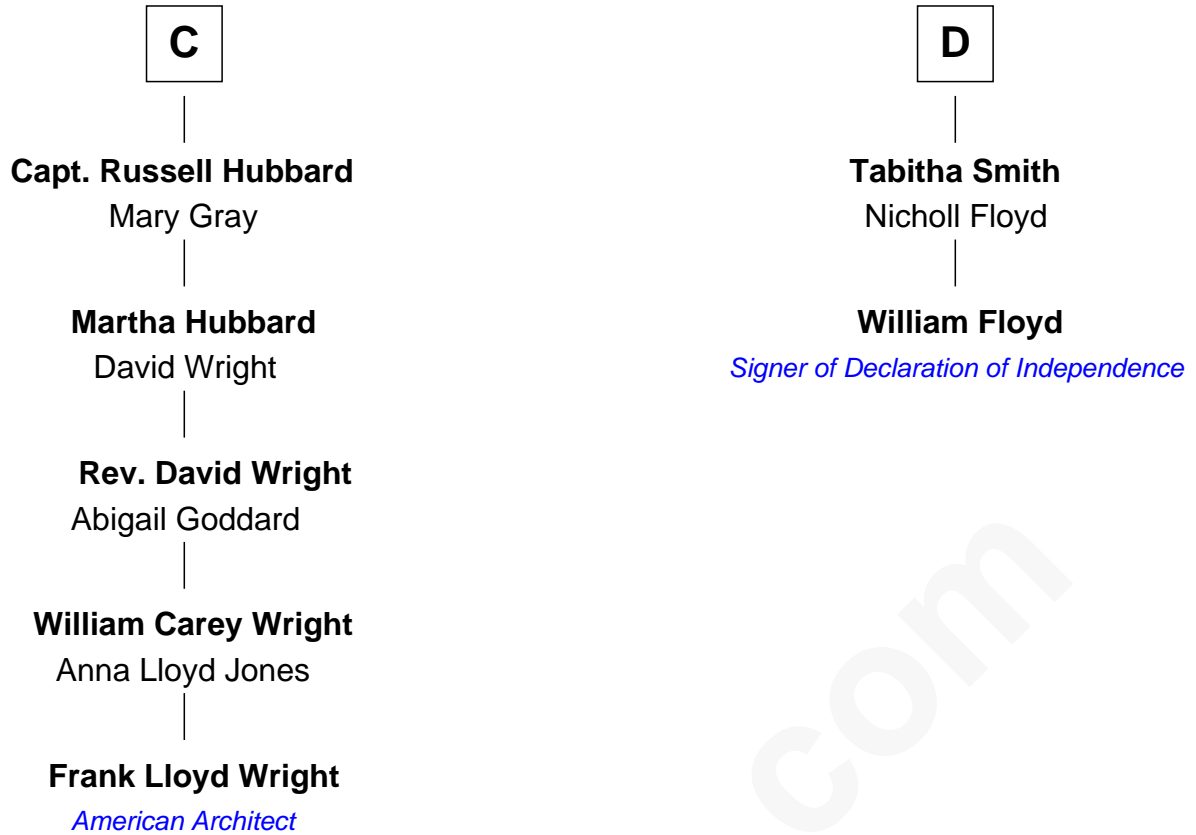 C
Capt. Russell Hubbard
Mary Gray
Martha Hubbard
David Wright
Rev. David Wright
Abigail Goddard
William Carey Wright
Anna Lloyd Jones
Frank Lloyd Wright
American Architect
D
Tabitha Smith
Nicholl Floyd
William Floyd
Signer of Declaration of Independence
com